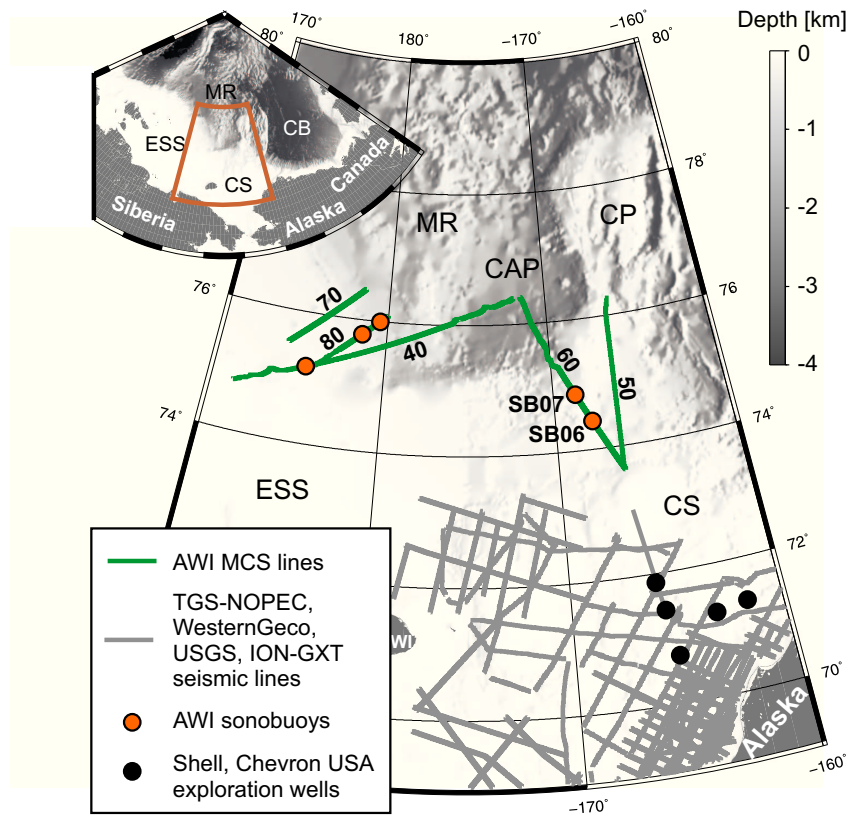 170°
180°
-170°
-160°
80°
80°
Depth [km]
0
-1
-2
-3
-4
MR
CB
ESS
CS
Siberia
Alaska
Canada
78°
MR
CP
CAP
76°
76
70
80
40
60
50
SB07
SB06
74°
74°
ESS
CS
72°
WI
70°
Alaska
-160°
-170°
AWI MCS lines
TGS-NOPEC,
WesternGeco,
USGS, ION-GXT
seismic lines
AWI sonobuoys
Shell, Chevron USA
exploration wells